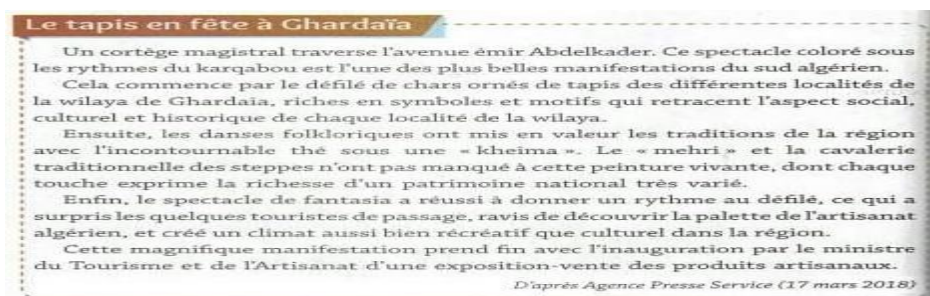 Le tapis en fête à Ghardaïa
Un cortège magistral traverse l'avenue émir Abdelkader. Ce spectacle coloré sous
les rythmes du karqabou est l'une des plus belles manifestations du sud algérien.
Cela commence par le défilé de chars ornés de tapis des différentes localités de
la wilaya de Ghardaia, riches en symboles et motifs qui retracent l'aspect social,
culturel et historique de chaque localité de la wilaya.
Ensuite, les danses folkloriques ont mis en valeur les traditions de la région
avec l'incontournable thé sous une « kheima ». Le « mehri » et la cavalerie
traditionnelle des steppes n'ont pas manqué à cette peinture vivante, dont chaque
touche exprime la richesse d'un patrimoine national très varié.
Enfin, le spectacle de fantasia a réussi à donner un rythme au défilé, ce qui a
surpris les quelques touristes de passage, ravis de découvrir la palette de l'artisanat
algérien, et créé un climat aussi bien récréatif que culturel dans la région.
Cette magnifique manifestation prend fin avec l'inauguration par le ministre
du Tourisme et de l'Artisanat d'une exposition-vente des produits artisanaux.
D'après Agence Presse Service (17 mars 2018)